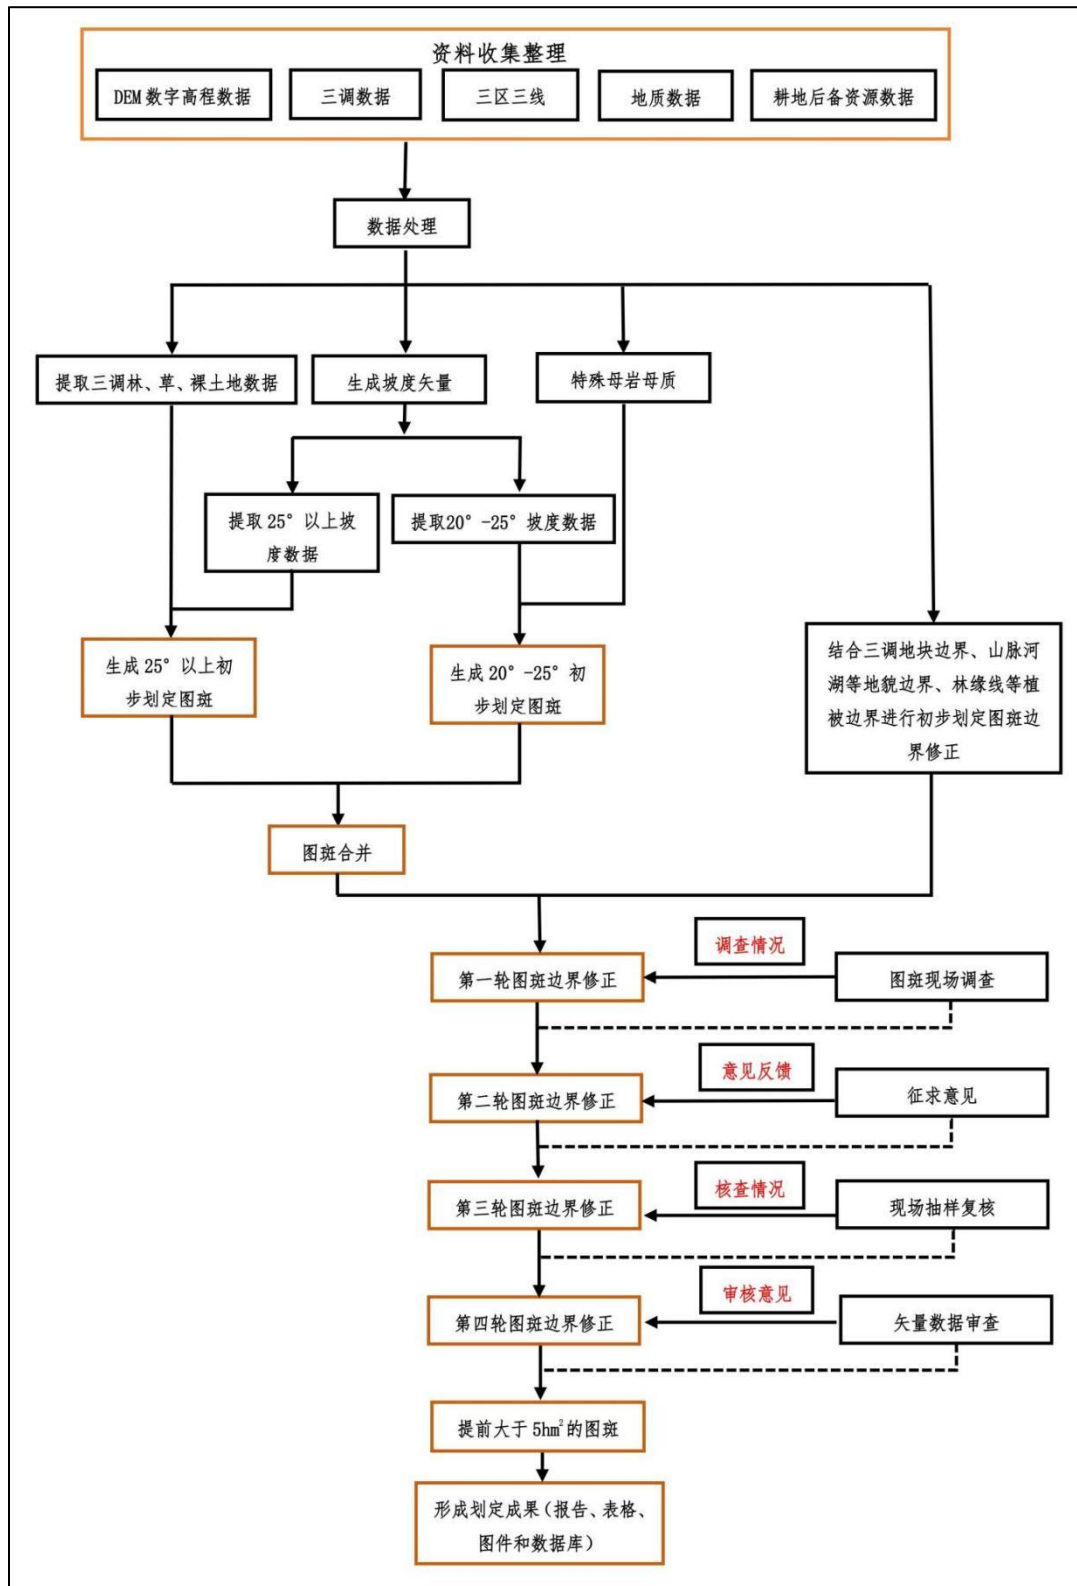 资料收集整理
DEM 数字高程数据
三调数据
三区三线
地质数据
耕地后备资源数据
数据处理
提取三调林、草、裸土地数据
生成坡度矢量
特殊母岩母质
提取 25° 以上坡
度数据
提取20°-25°坡度数据
生成 25° 以上初
步划定图斑
生成 20°-25° 初
步划定图斑
结合三调地块边界、山脉河
湖等地貌边界、林缘线等植
被边界进行初步划定图斑边
界修正
图斑合并
调查情况
第一轮图斑边界修正
图斑现场调查
意见反馈
第二轮图斑边界修正
征求意见
核查情况
第三轮图斑边界修正
现场抽样复核
审核意见
第四轮图斑边界修正
矢量数据审查
提前大于 5hm²的图斑
形成划定成果(报告、表格、
图件和数据库)